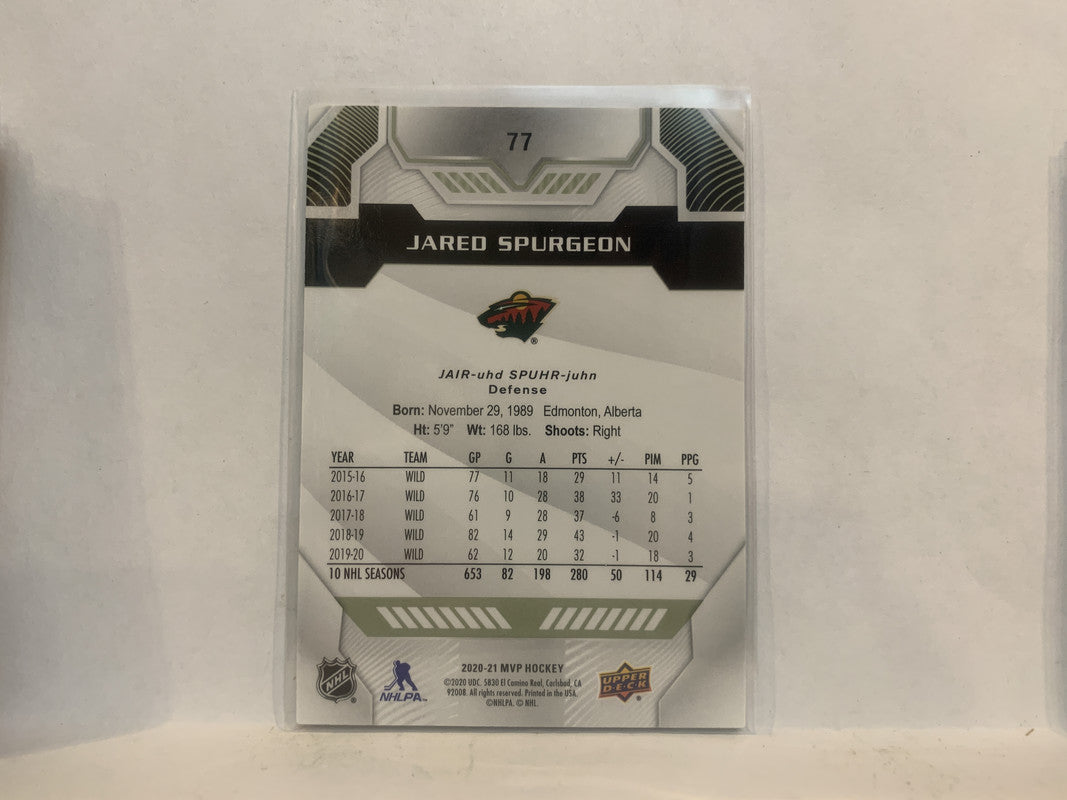 77
JARED SPURGEON
®
JAIR-uhd SPUHR-juhn
Defense
Born: November 29, 1989 Edmonton, Alberta
Ht: 5'9" Wt: 168 lbs. Shoots: Right
YEAR TEAM GP G A PTS +/- PIM PPG
2015-16 WILD 77 11 18 29 11 14 5
2016-17 WILD 76 10 28 38 33 20 1
2017-18 WILD 61 9 28 37 -6 8 3
2018-19 WILD 82 14 29 43 -1 20 4
2019-20 WILD 62 12 20 32 -1 18 3
10 NHL SEASONS 653 82 198 280 50 114 29
NHL ®
NHLPA™
2020-21 MVP HOCKEY
©2020 UDC. 5830 El Camino Real, Carlsbad, CA
92008. All rights reserved. Printed in the USA.
©NHLPA. © NHL.
UPPER
DECK